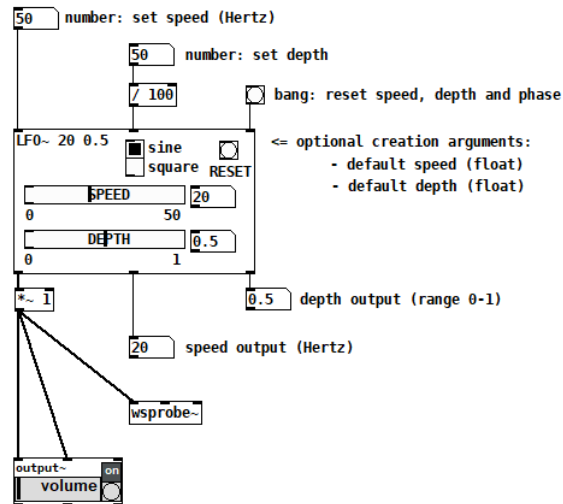 50 number: set speed (Hertz)
50 number: set depth
/ 100
bang: reset speed, depth and phase
LFO~ 20 0.5
sine
square
RESET
<= optional creation arguments:
- default speed (float)
- default depth (float)
SPEED
20
0 50
DEPTH
0.5
0 1
*~ 1
0.5 depth output (range 0-1)
20 speed output (Hertz)
wsprobe~
output~
on
volume